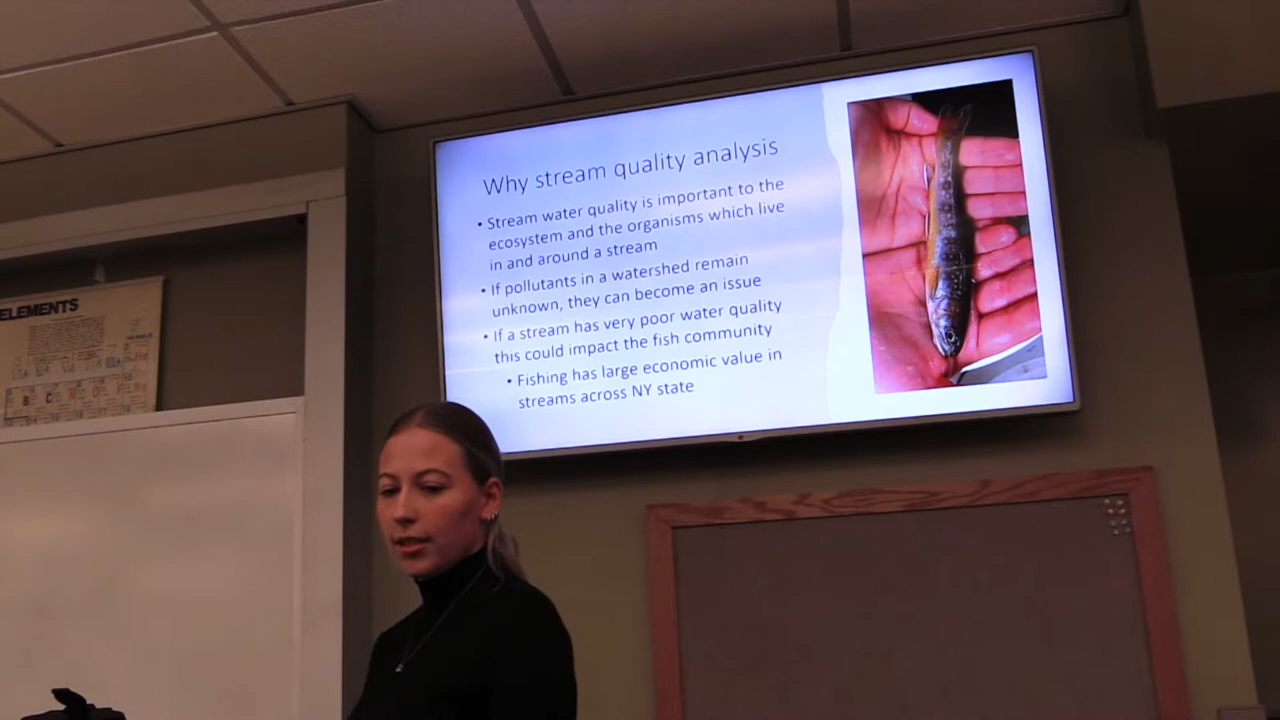 Why stream quality analysis
• Stream water quality is important to the
ecosystem and the organisms which live
in and around a stream
• If pollutants in a watershed remain
unknown, they can become an issue
• If a stream has very poor water quality
this could impact the fish community
• Fishing has large economic value in
streams across NY state
ELEMENTS
B C N O F Ne